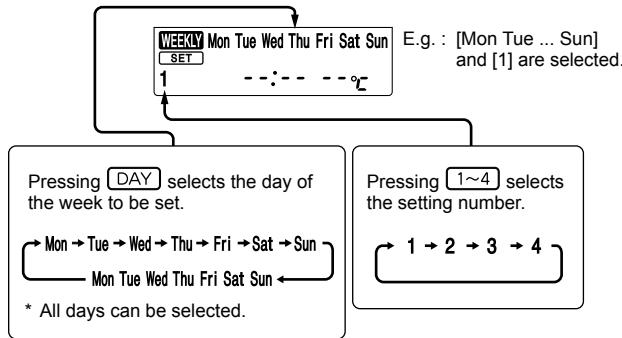 WEEKLY Mon Tue Wed Thu Fri Sat Sun
SET
1 --:-- --°C
E.g. : [Mon Tue ... Sun]
and [1] are selected.
Pressing DAY selects the day of
the week to be set.
Mon → Tue → Wed → Thu → Fri → Sat → Sun
Mon Tue Wed Thu Fri Sat Sun
* All days can be selected.
Pressing 1~4 selects
the setting number.
1 → 2 → 3 → 4